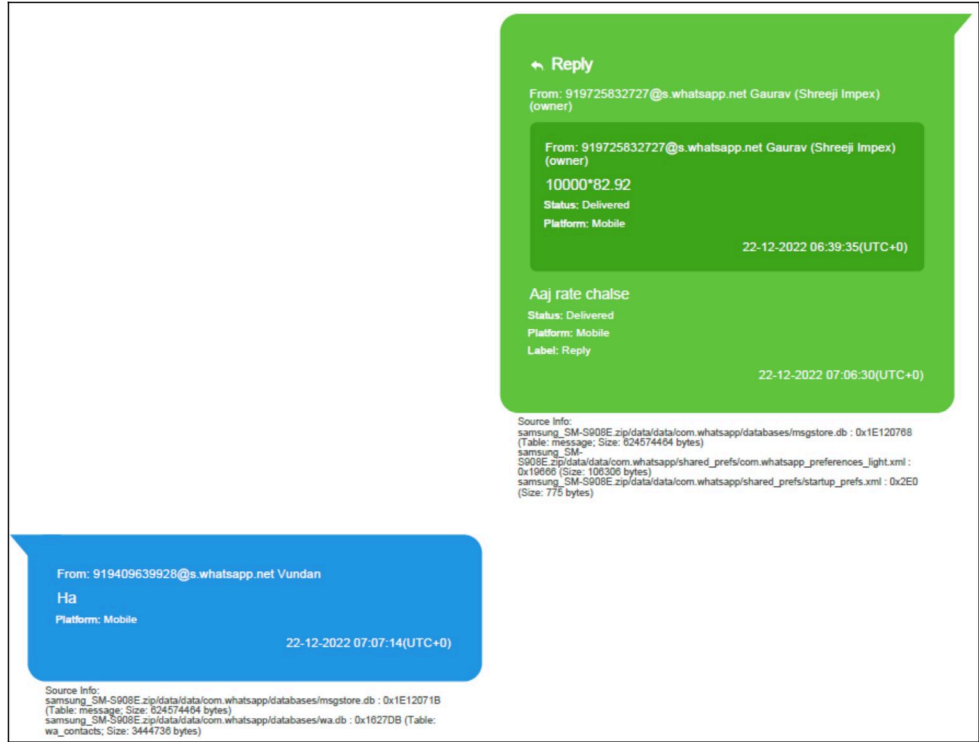 Reply
From: 919725832727@s.whatsapp.net Gaurav (Shreeji Impex)
(owner)
From: 919725832727@s.whatsapp.net Gaurav (Shreeji Impex)
(owner)
10000*82.92
Status: Delivered
Platform: Mobile
22-12-2022 06:39:35(UTC+0)
Aaj rate chalse
Status: Delivered
Platform: Mobile
Label: Reply
22-12-2022 07:06:30(UTC+0)
Source Info:
samsung_SM-S908E.zip/data/data/com.whatsapp/databases/msgstore.db : 0x1E120768
(Table: message; Size: 624574464 bytes)
samsung_SM-
S908E.zip/data/data/com.whatsapp/shared_prefs/com.whatsapp_preferences_light.xml :
0x19666 (Size: 106306 bytes)
samsung_SM-S908E.zip/data/data/com.whatsapp/shared_prefs/startup_prefs.xml : 0x2E0
(Size: 775 bytes)
From: 919409639928@s.whatsapp.net Vundan
Ha
Platform: Mobile
22-12-2022 07:07:14(UTC+0)
Source Info:
samsung_SM-S908E.zip/data/data/com.whatsapp/databases/msgstore.db : 0x1E12071B
(Table: message; Size: 624574464 bytes)
samsung_SM-S908E.zip/data/data/com.whatsapp/databases/wa.db : 0x1627DB (Table:
wa_contacts; Size: 3444736 bytes)